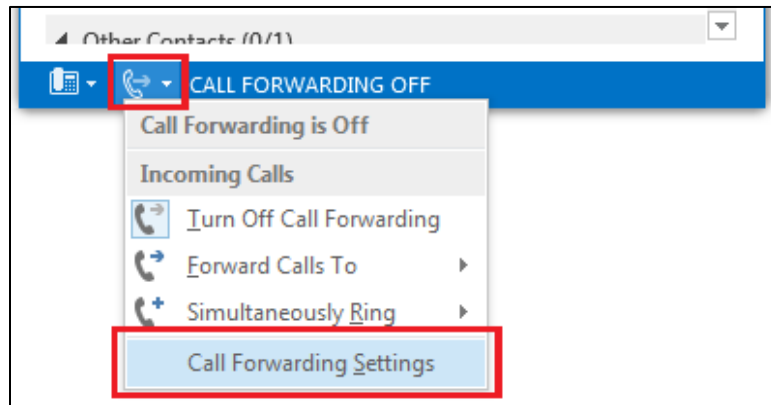 Other Contacts (0/1)
CALL FORWARDING OFF
Call Forwarding is Off
Incoming Calls
Turn Off Call Forwarding
Forward Calls To
Simultaneously Ring
Call Forwarding Settings